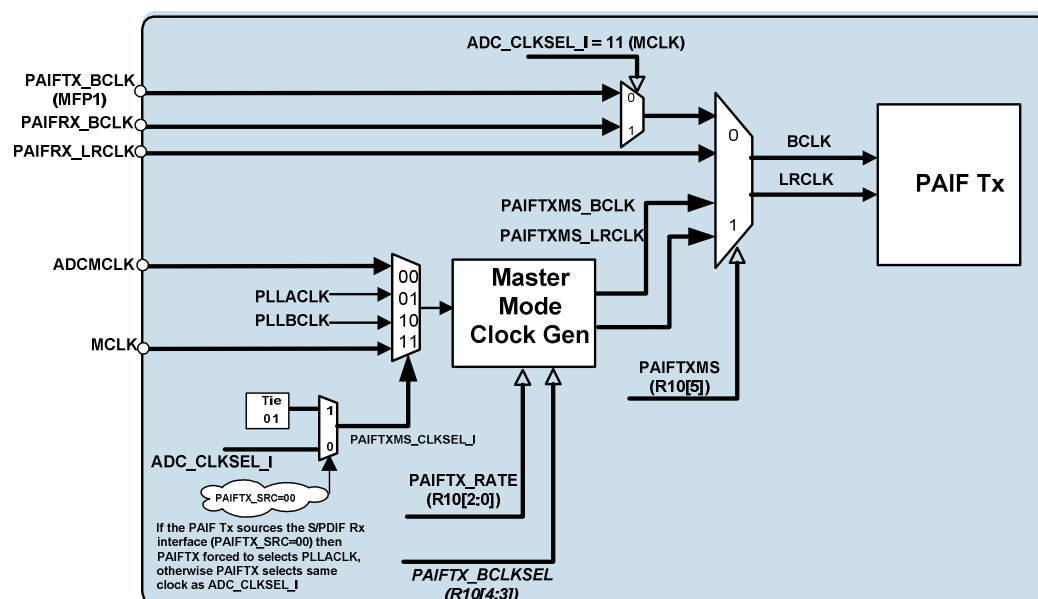 ADC_CLKSEL_I = 11 (MCLK)
PAIFTX_BCLK
(MFP1)
PAIFRX_BCLK
PAIFRX_LRCLK
0
1
0
1
BCLK
LRCLK
PAIF Tx
PAIFTXMS_BCLK
PAIFTXMS_LRCLK
ADCMCLK
PLLACLK
PLLBCLK
MCLK
00
01
10
11
Master
Mode
Clock Gen
PAIFTXMS
(R10[5])
Tie
01
1
0
PAIFTXMS_CLKSEL_I
ADC_CLKSEL_I
PAIFTX_SRC=00
PAIFTX_RATE
(R10[2:0])
If the PAIF Tx sources the S/PDIF Rx
interface (PAIFTX_SRC=00) then
PAIFTX forced to selects PLLACLK,
otherwise PAIFTX selects same
clock as ADC_CLKSEL_I
PAIFTX_BCLKSEL
(R10[4:3])